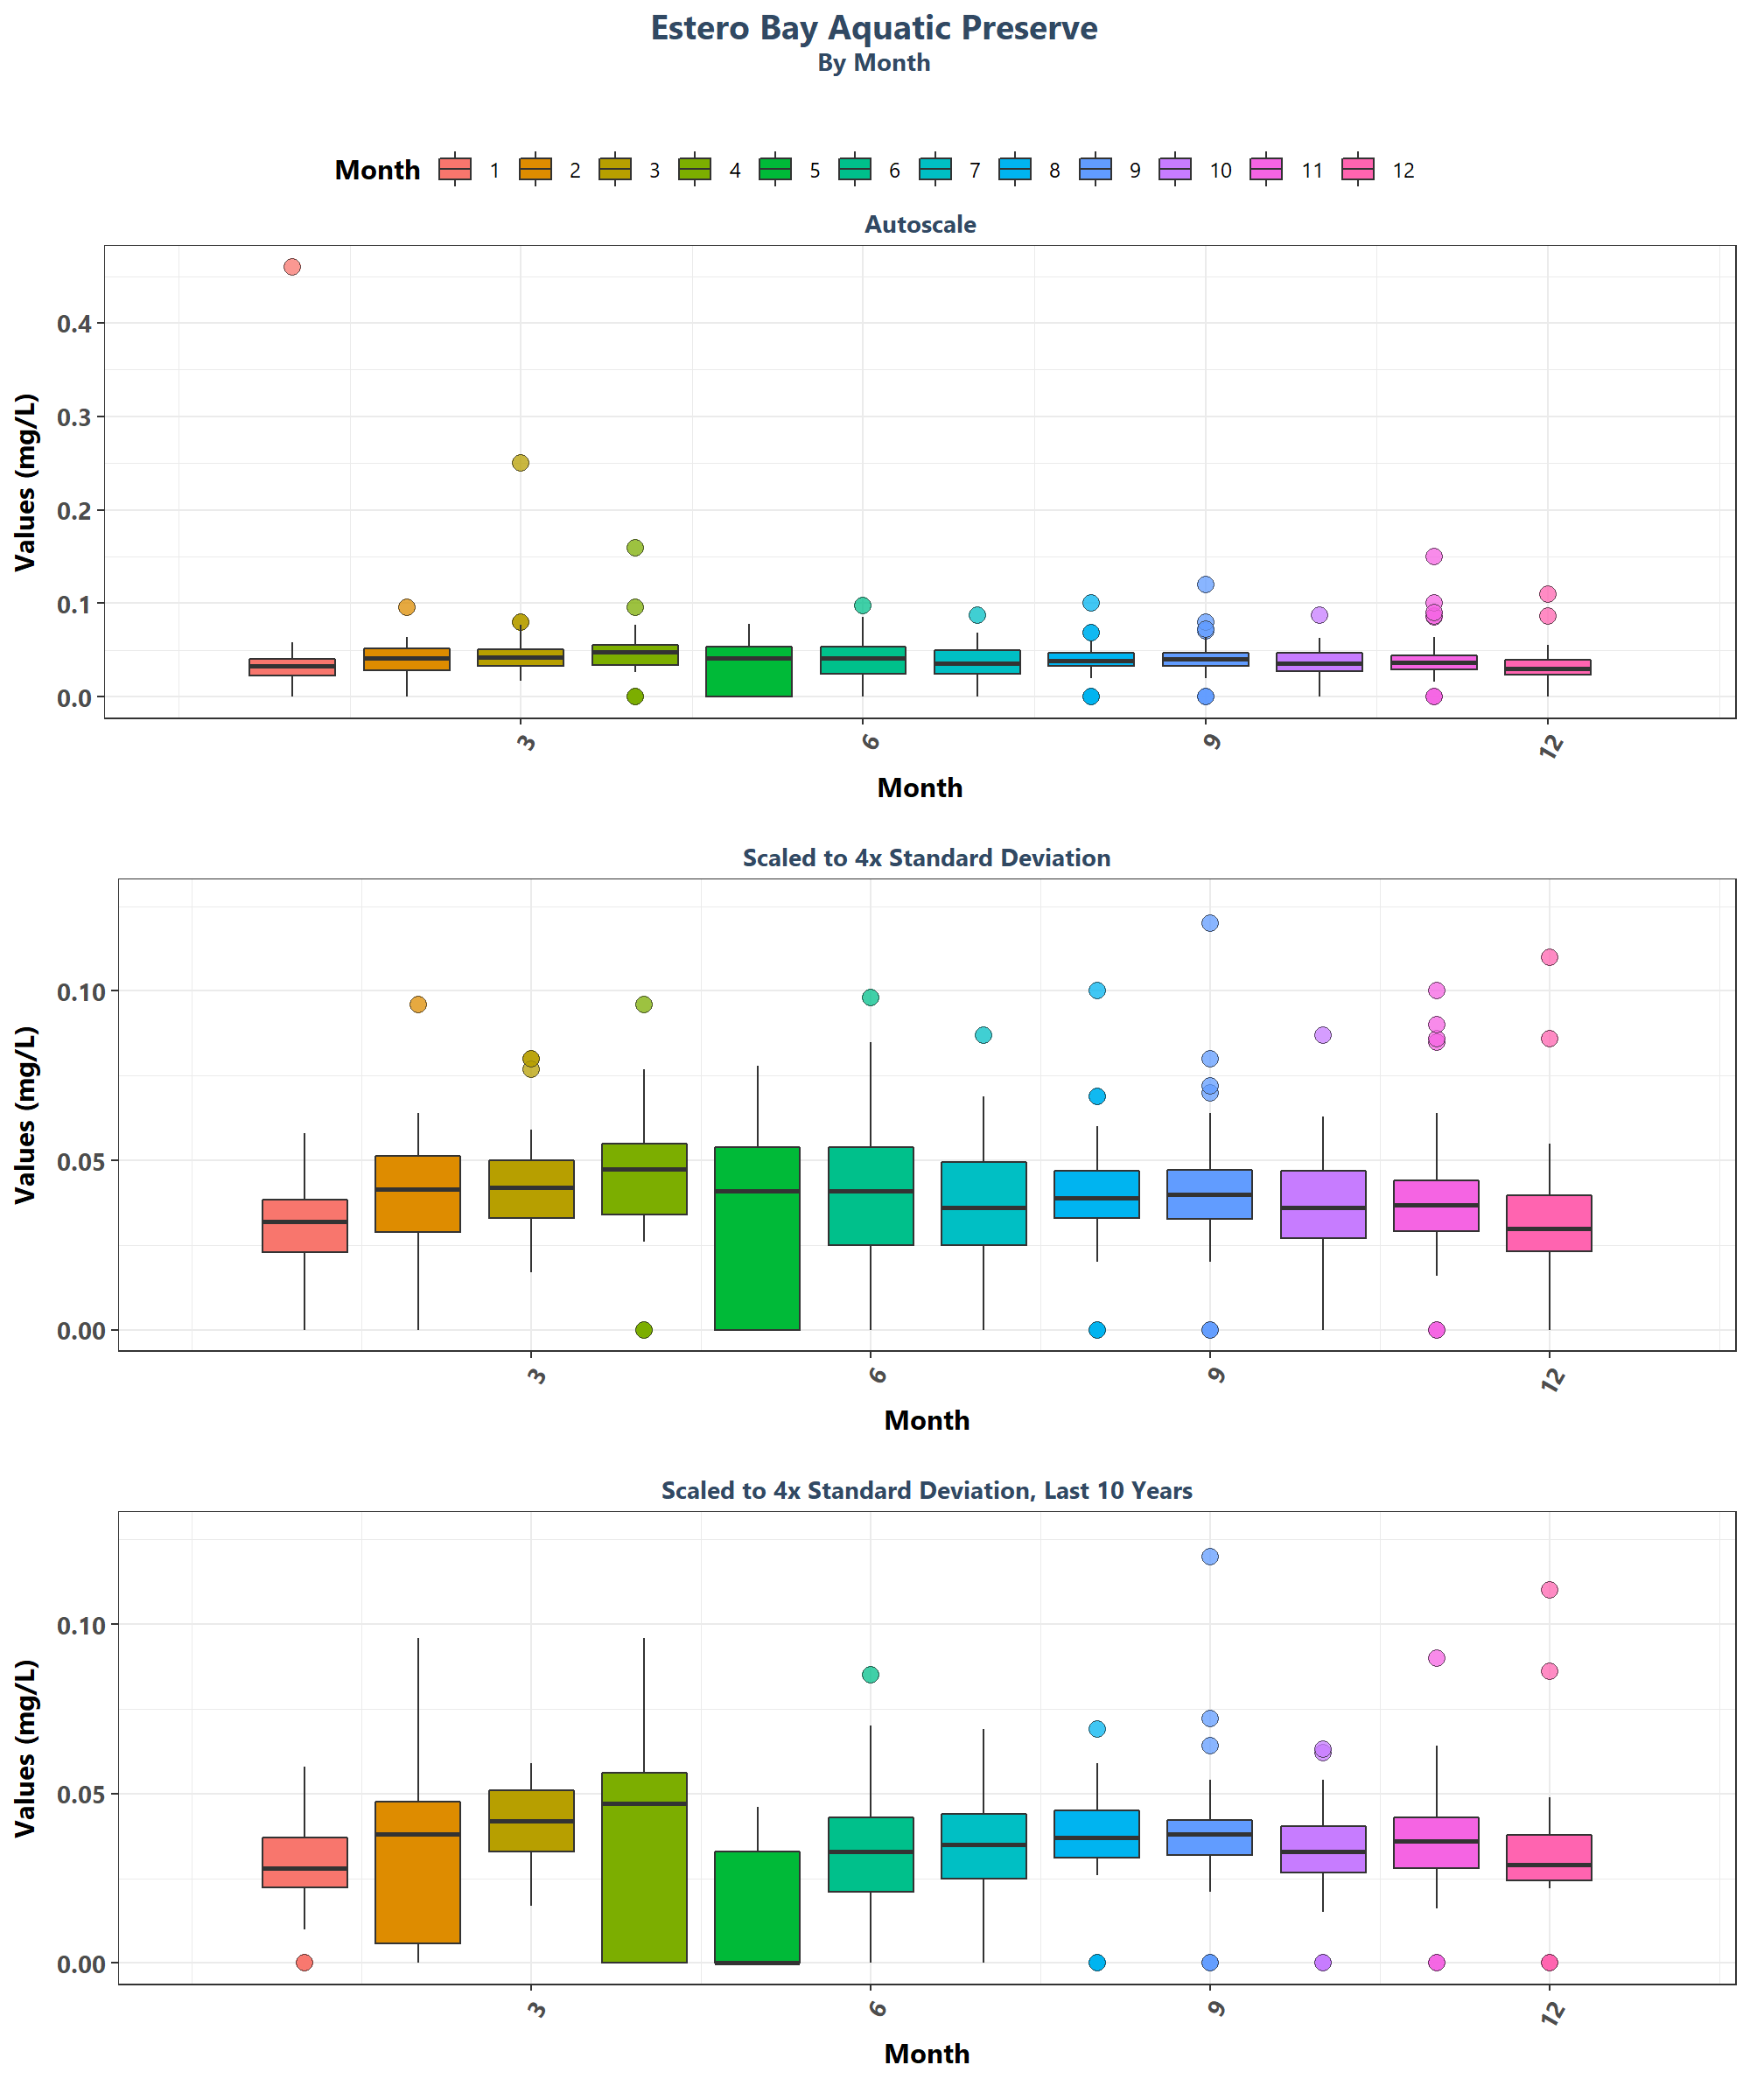 Estero Bay Aquatic Preserve
By Month
Month 1 2 3 4 5 6 7 8 9 10 11 12
Autoscale
Values (mg/L)
0.4
0.3
0.2
0.1
0.0
3 6 9 12
Month
Scaled to 4x Standard Deviation
Values (mg/L)
0.10
0.05
0.00
3 6 9 12
Month
Scaled to 4x Standard Deviation, Last 10 Years
Values (mg/L)
0.10
0.05
0.00
3 6 9 12
Month